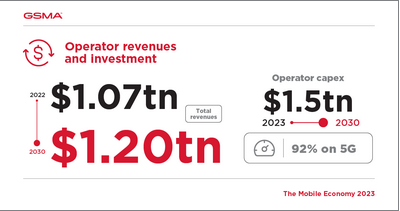 GSMA
Operator revenues
and investment
2022
$1.07tn
Total
revenues
2030
$1.20tn
Operator capex
$1.5tn
2023
2030
92% on 5G
The Mobile Economy 2023